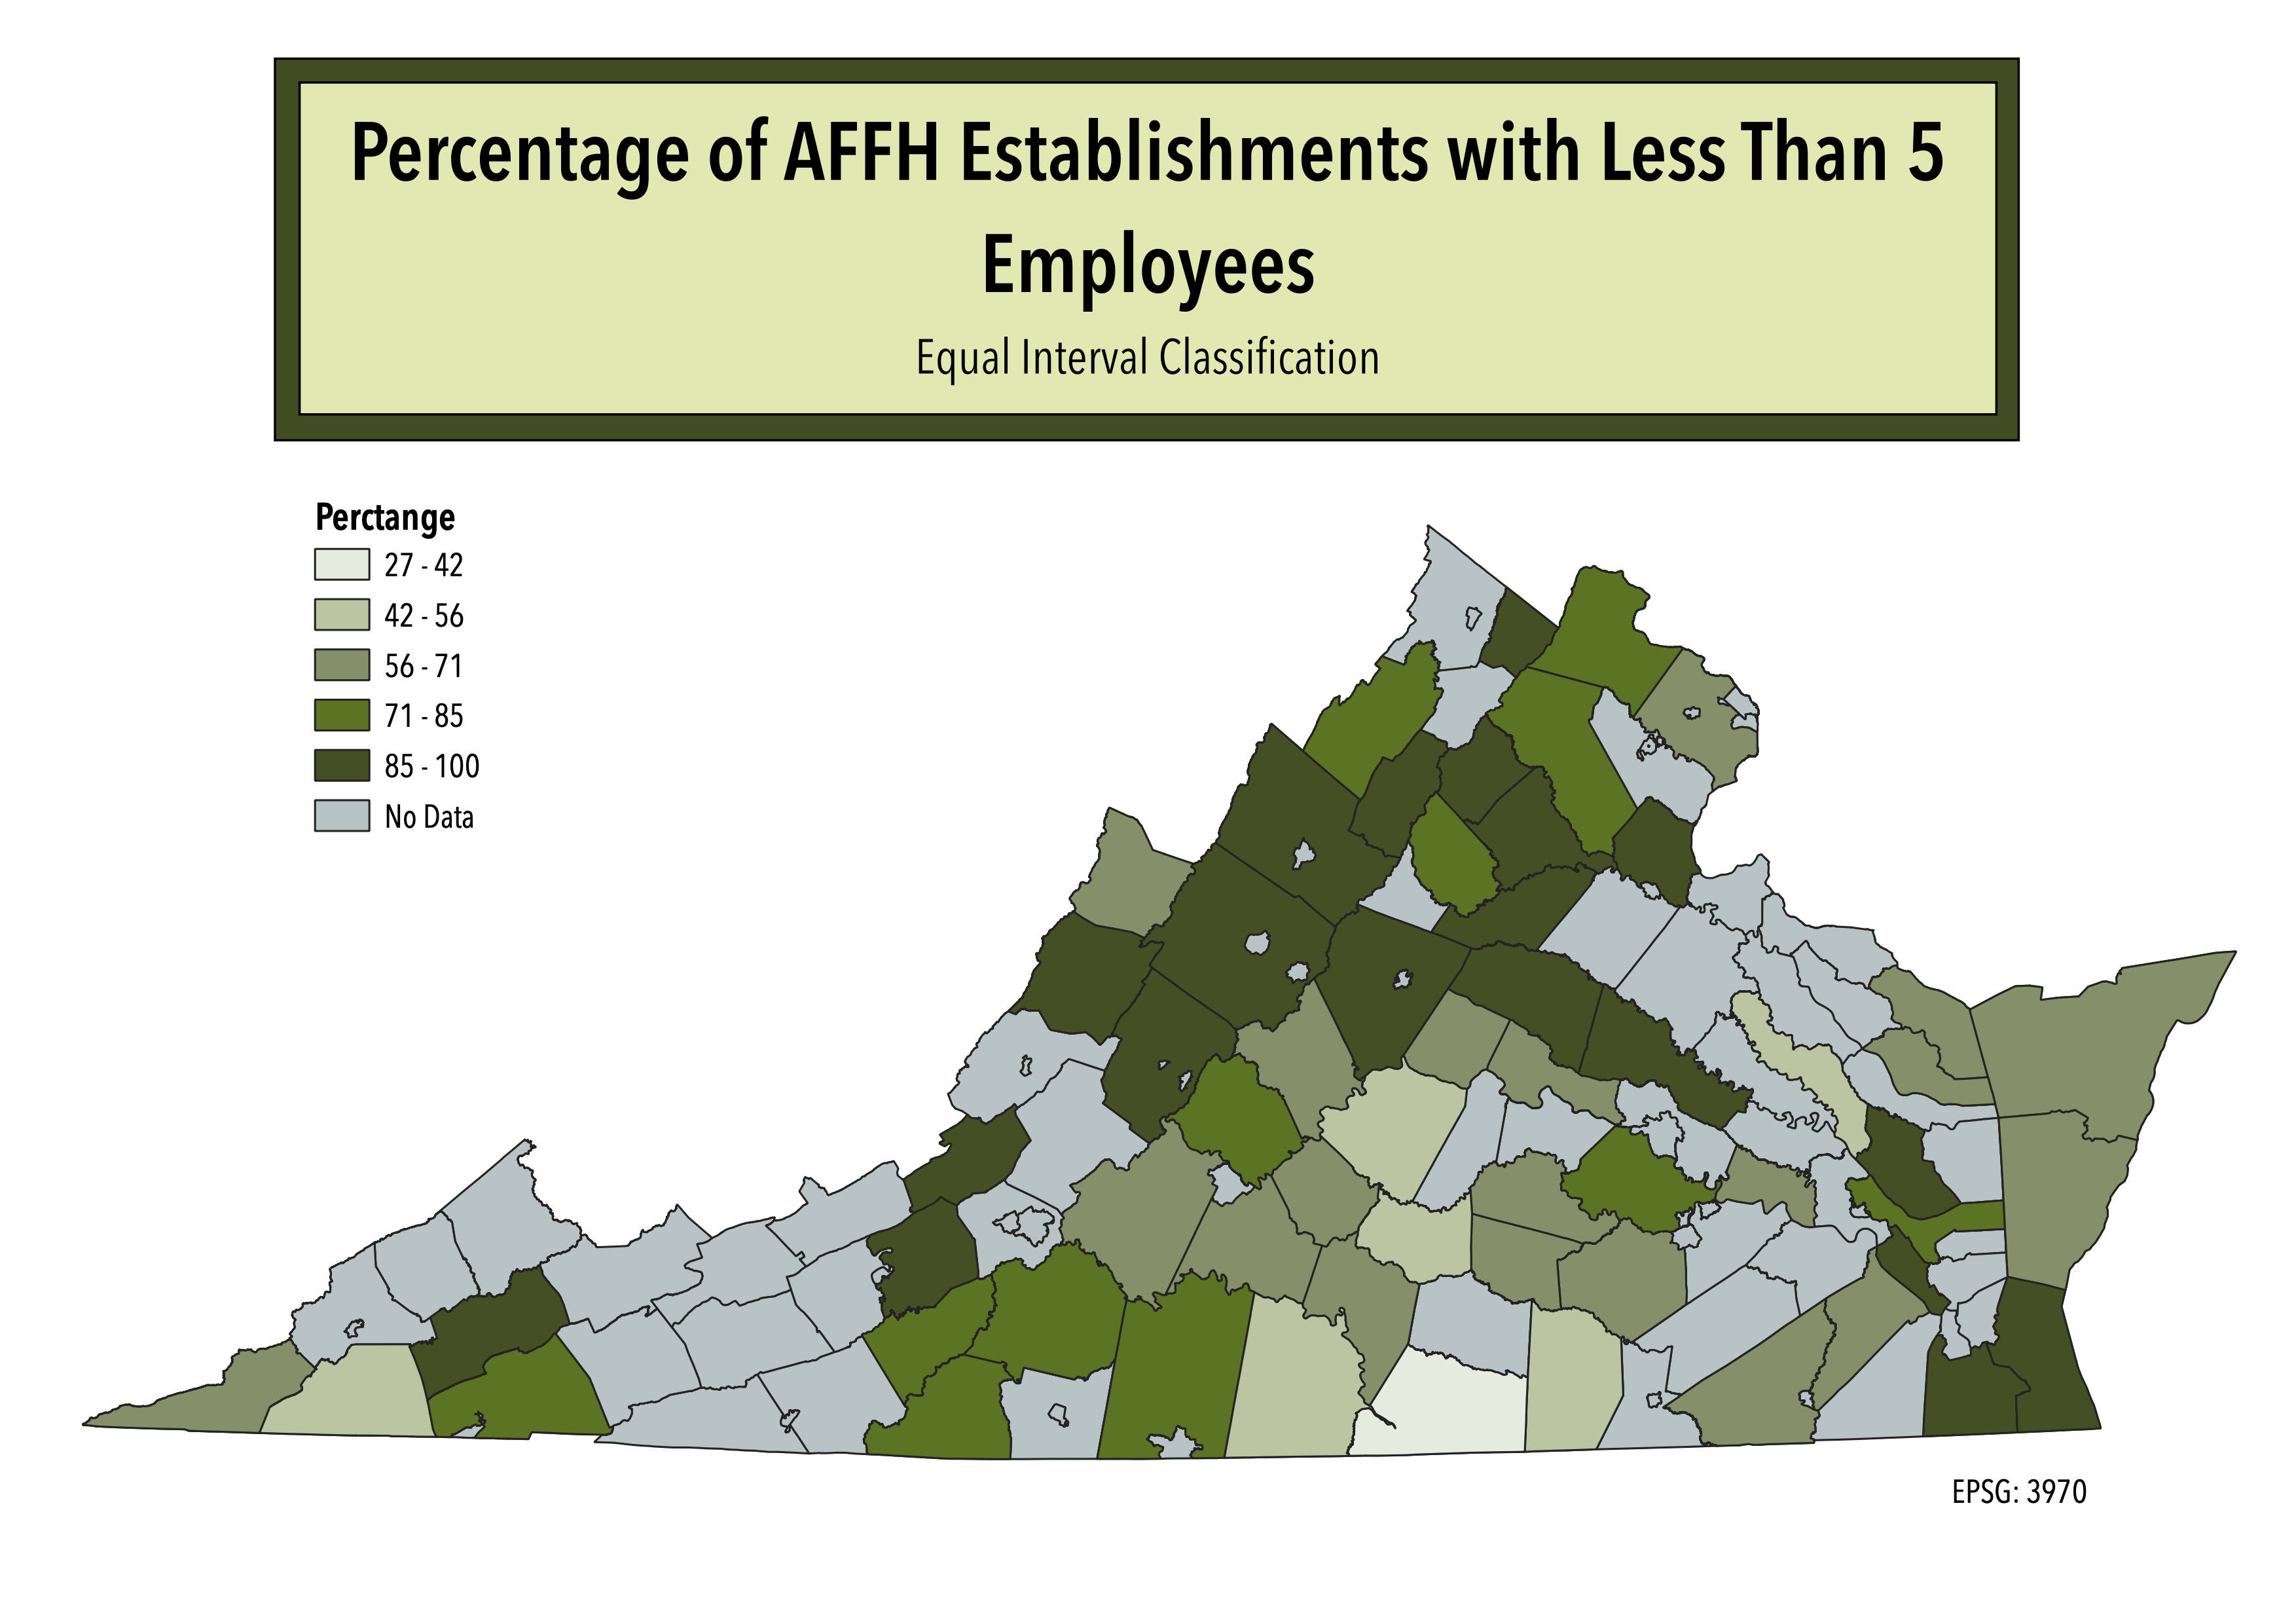 Percentage of AFFH Establishments with Less Than 5
Employees
Equal Interval Classification
Perctange
27 - 42
42 - 56
56 - 71
71 - 85
85 - 100
No Data
EPSG: 3970